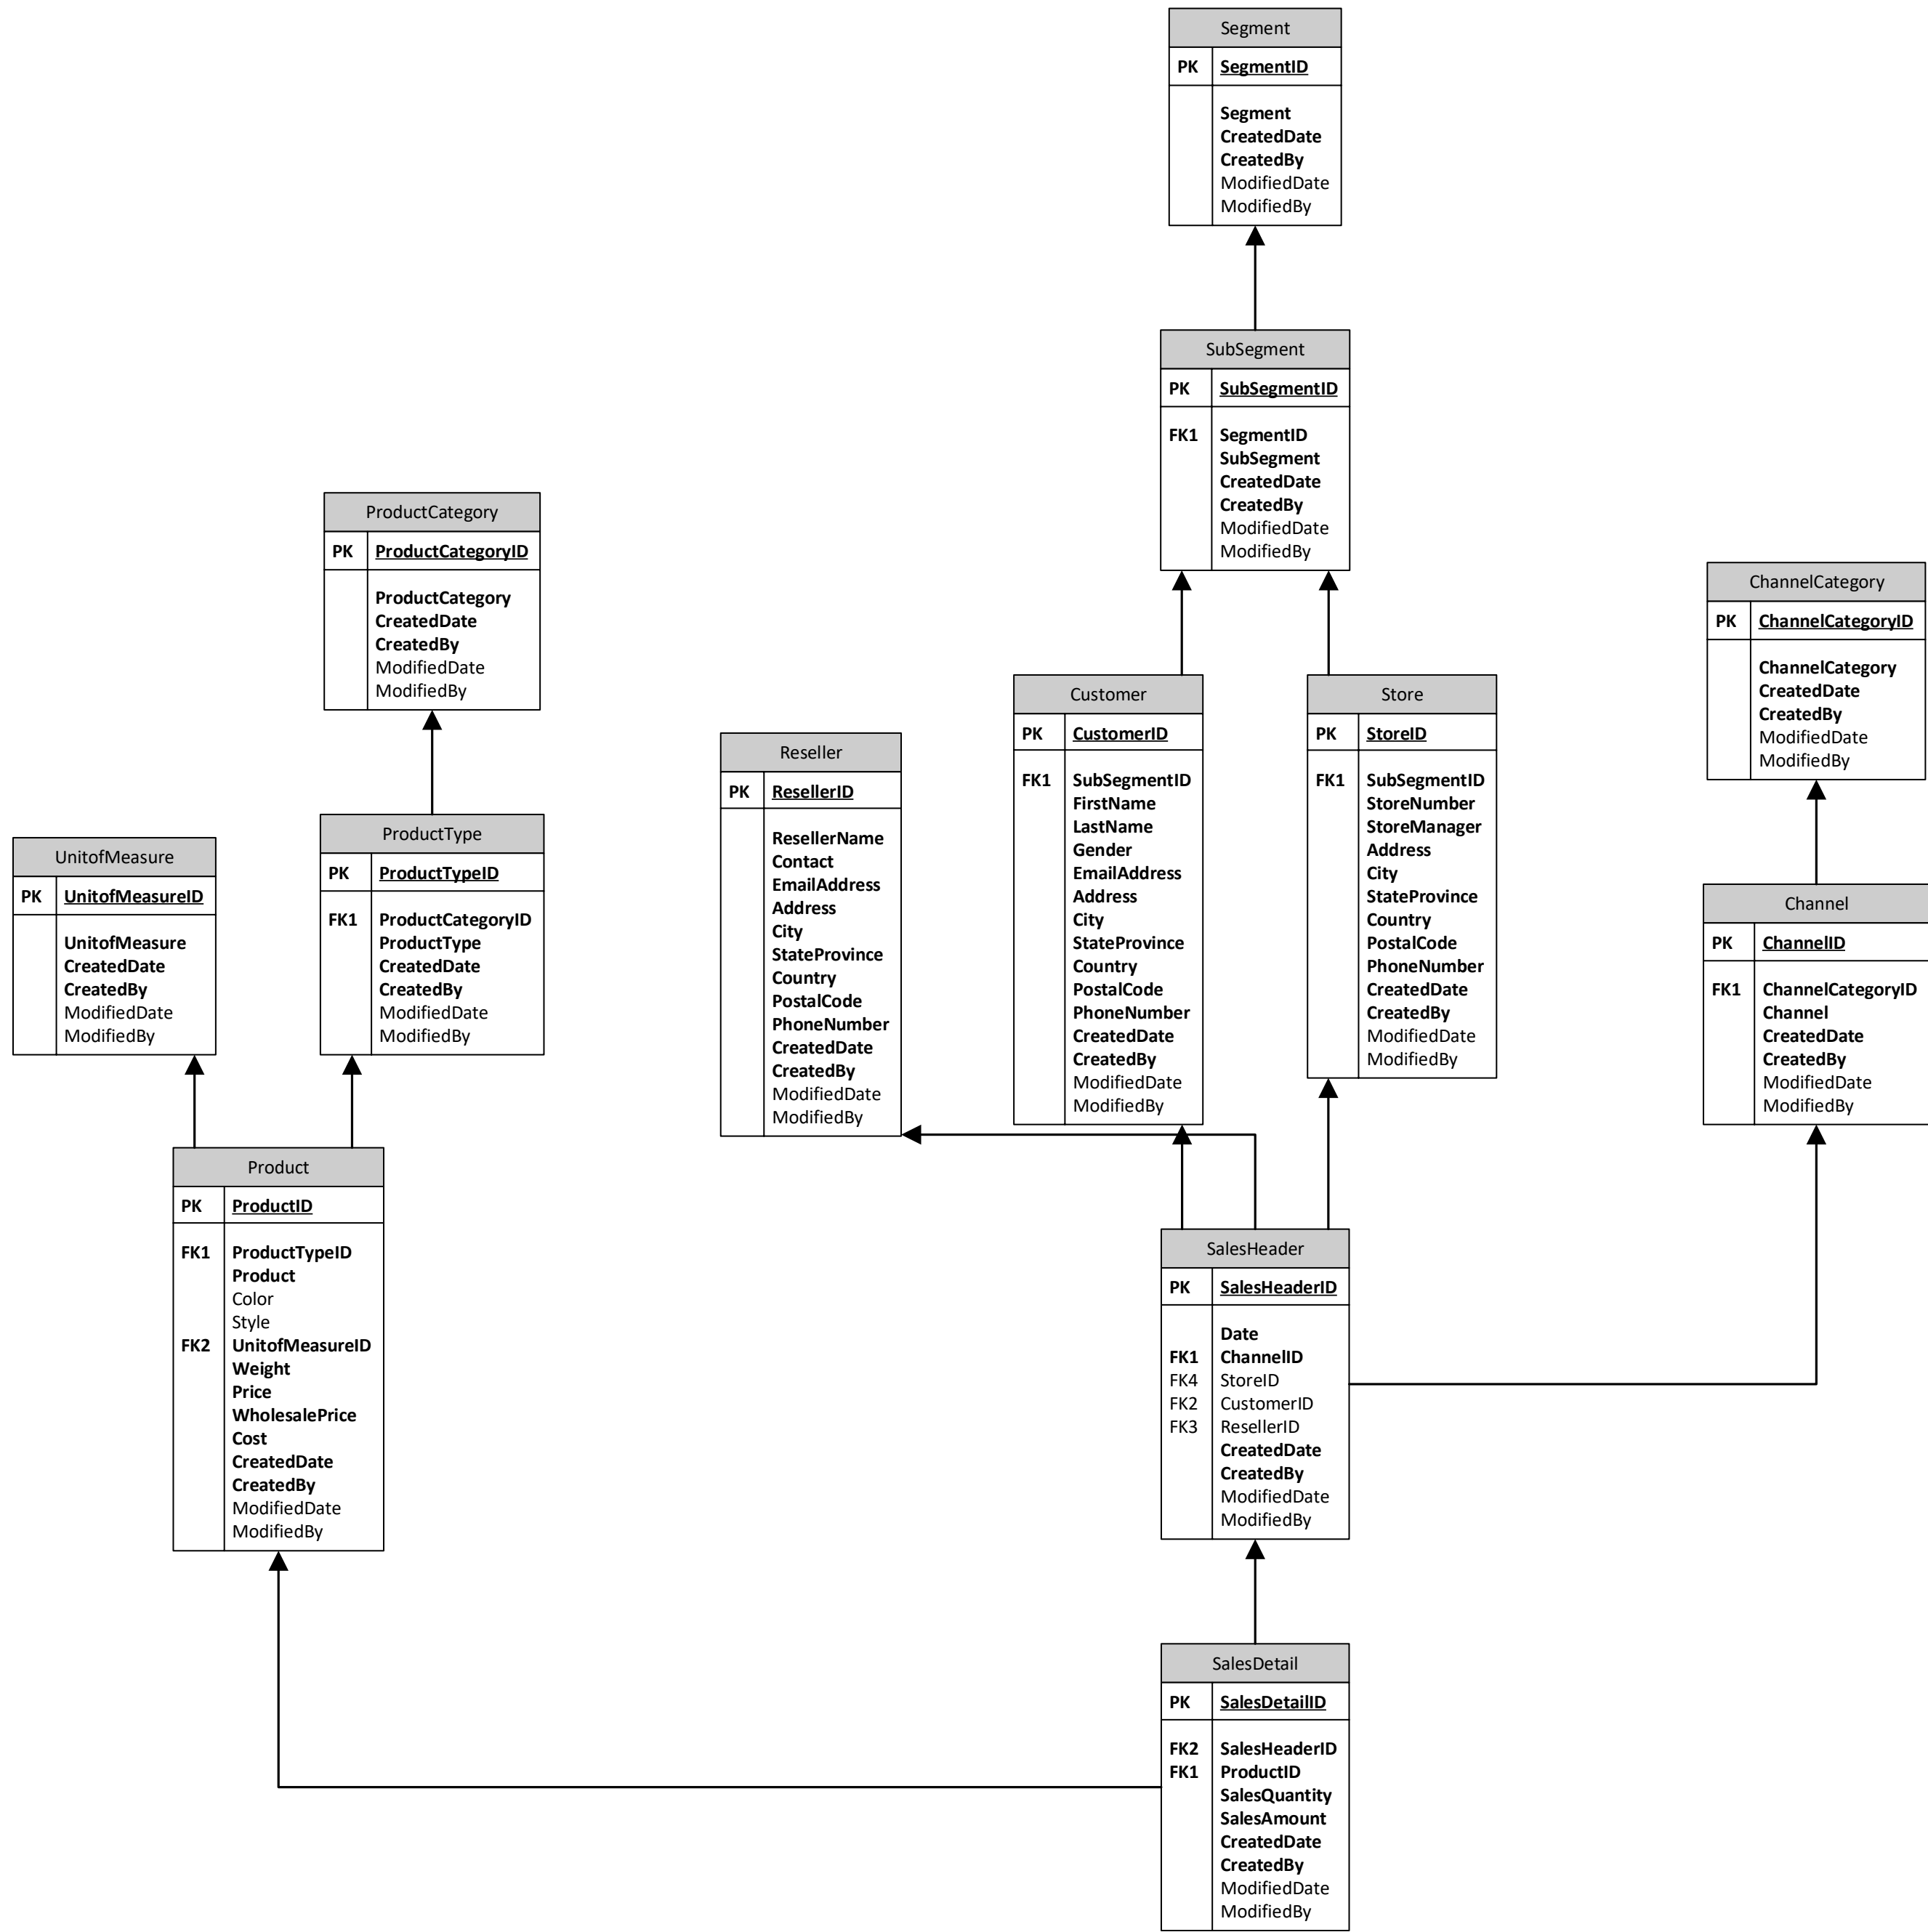 Segment
PK SegmentID
Segment
CreatedDate
CreatedBy
ModifiedDate
ModifiedBy
SubSegment
PK SubSegmentID
FK1 SegmentID
SubSegment
CreatedDate
CreatedBy
ModifiedDate
ModifiedBy
ProductCategory
PK ProductCategoryID
ProductCategory
CreatedDate
CreatedBy
ModifiedDate
ModifiedBy
ChannelCategory
PK ChannelCategoryID
ChannelCategory
CreatedDate
CreatedBy
ModifiedDate
ModifiedBy
Customer
PK CustomerID
FK1 SubSegmentID
FirstName
LastName
Gender
EmailAddress
Address
City
StateProvince
Country
PostalCode
PhoneNumber
CreatedDate
CreatedBy
ModifiedDate
ModifiedBy
Store
PK StoreID
FK1 SubSegmentID
StoreNumber
StoreManager
Address
City
StateProvince
Country
PostalCode
PhoneNumber
CreatedDate
CreatedBy
ModifiedDate
ModifiedBy
Reseller
PK ResellerID
ResellerName
Contact
EmailAddress
Address
City
StateProvince
Country
PostalCode
PhoneNumber
CreatedDate
CreatedBy
ModifiedDate
ModifiedBy
UnitofMeasure
PK UnitofMeasureID
UnitofMeasure
CreatedDate
CreatedBy
ModifiedDate
ModifiedBy
ProductType
PK ProductTypeID
FK1 ProductCategoryID
ProductType
CreatedDate
CreatedBy
ModifiedDate
ModifiedBy
Channel
PK ChannelID
FK1 ChannelCategoryID
Channel
CreatedDate
CreatedBy
ModifiedDate
ModifiedBy
Product
PK ProductID
FK1 ProductTypeID
Product
Color
Style
FK2 UnitofMeasureID
Weight
Price
WholesalePrice
Cost
CreatedDate
CreatedBy
ModifiedDate
ModifiedBy
SalesHeader
PK SalesHeaderID
Date
FK1 ChannelID
FK4 StoreID
FK2 CustomerID
FK3 ResellerID
CreatedDate
CreatedBy
ModifiedDate
ModifiedBy
SalesDetail
PK SalesDetailID
FK2 SalesHeaderID
FK1 ProductID
SalesQuantity
SalesAmount
CreatedDate
CreatedBy
ModifiedDate
ModifiedBy